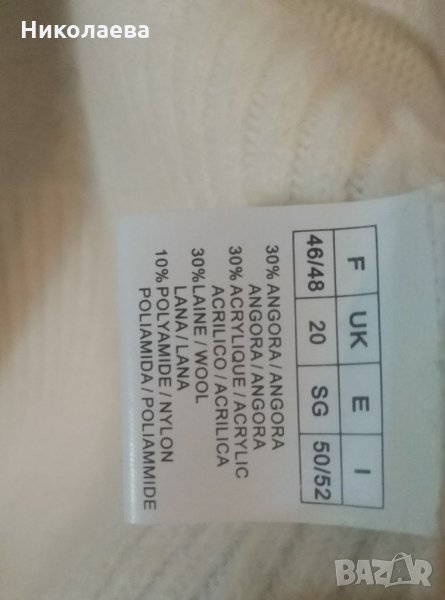 Николаева
F UK E I
46/48 20 SG 50/52
30% ANGORA / ANGORA
ANGORA / ANGORA
30% ACRYLIQUE / ACRYLIC
ACRILICO / ACRILICA
30% LAINE / WOOL
LANA / LANA
10% POLYAMIDE / NYLON
POLIAMIDA / POLIAMMIDE
BAZAR